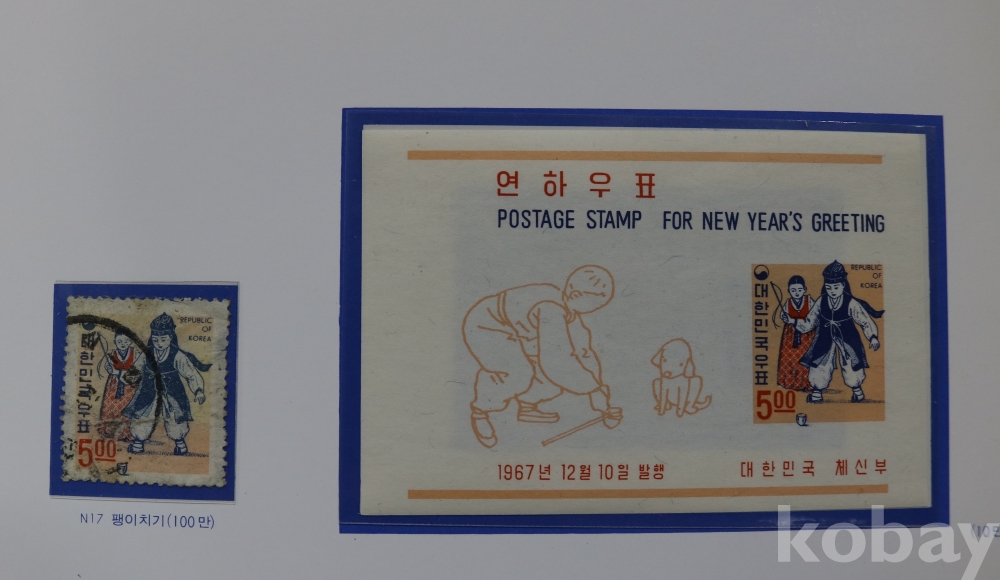 연하우표
POSTAGE STAMP FOR NEW YEAR'S GREETING
REPUBLIC
OF
KOREA
대한민국우표
5.00
1967년 12월 10일 발행
대한민국 체신부
REPUBLIC
OF
KOREA
대한민국우표
5.00
N17 팽이치기(100만)
kobay